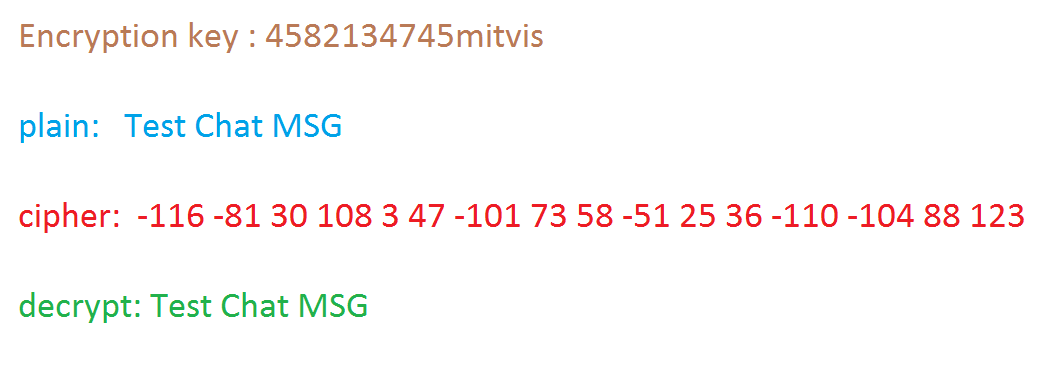 Encryption key : 4582134745mitvis
plain: Test Chat MSG
cipher: -116 -81 30 108 3 47 -101 73 58 -51 25 36 -110 -104 88 123
decrypt: Test Chat MSG